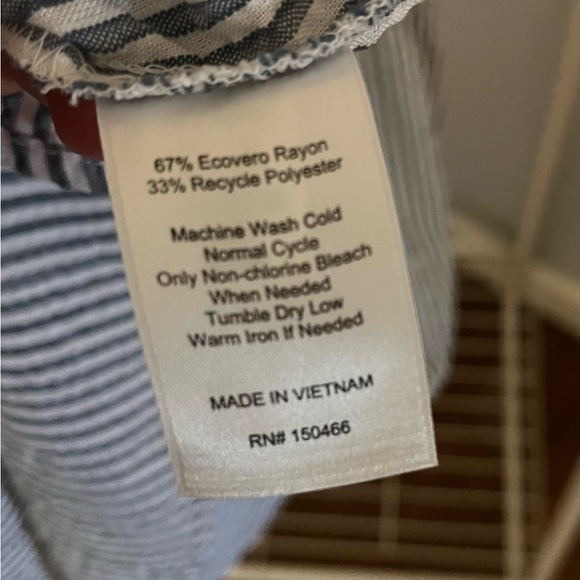 67% Ecovero Rayon
33% Recycle Polyester
Machine Wash Cold
Normal Cycle
Only Non-chlorine Bleach
When Needed
Tumble Dry Low
Warm Iron If Needed
MADE IN VIETNAM
RN# 150466